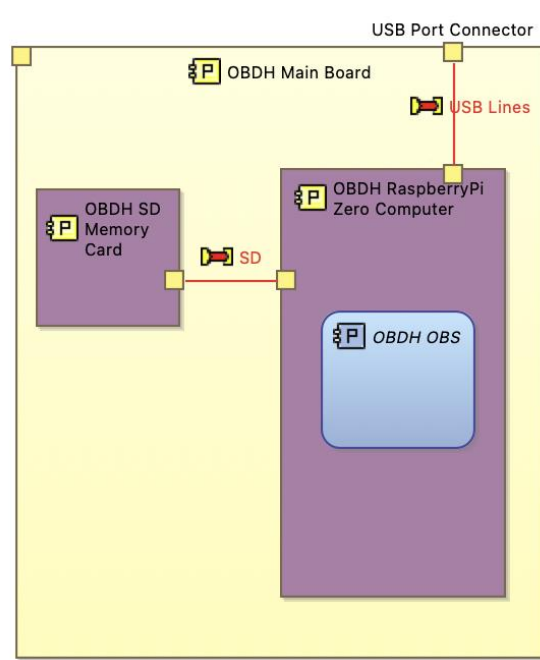 USB Port Connector
P OBDH Main Board
USB Lines
P OBDH RaspberryPi
Zero Computer
P OBDH SD
Memory
Card
SD
P OBDH OBS